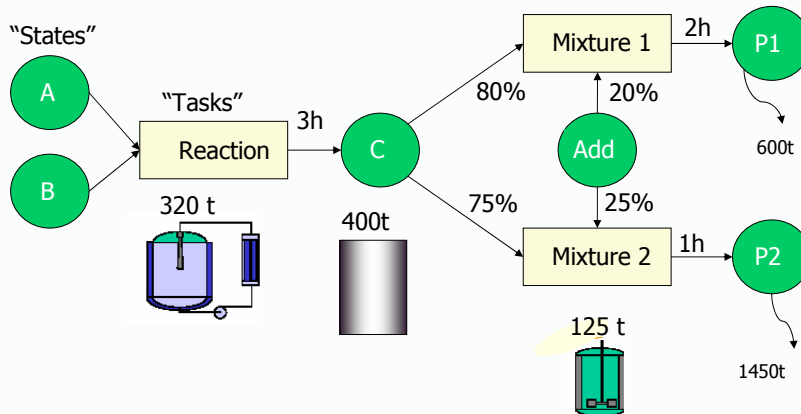 “States”
A
B
“Tasks”
Reaction
320 t
3h
C
400t
80%
75%
Mixture 1
20%
Add
25%
Mixture 2
125 t
2h
P1
600t
1h
P2
1450t